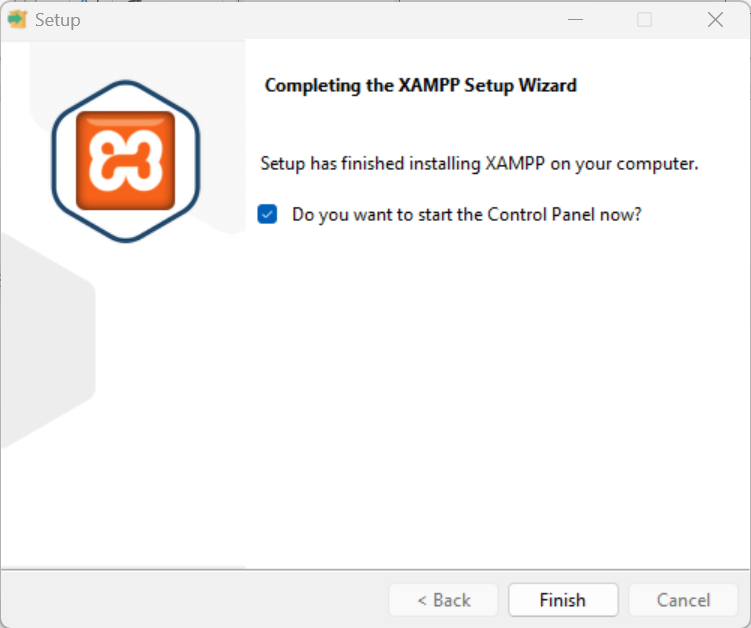 Setup
Completing the XAMPP Setup Wizard
Setup has finished installing XAMPP on your computer.
Do you want to start the Control Panel now?
< Back
Finish
Cancel